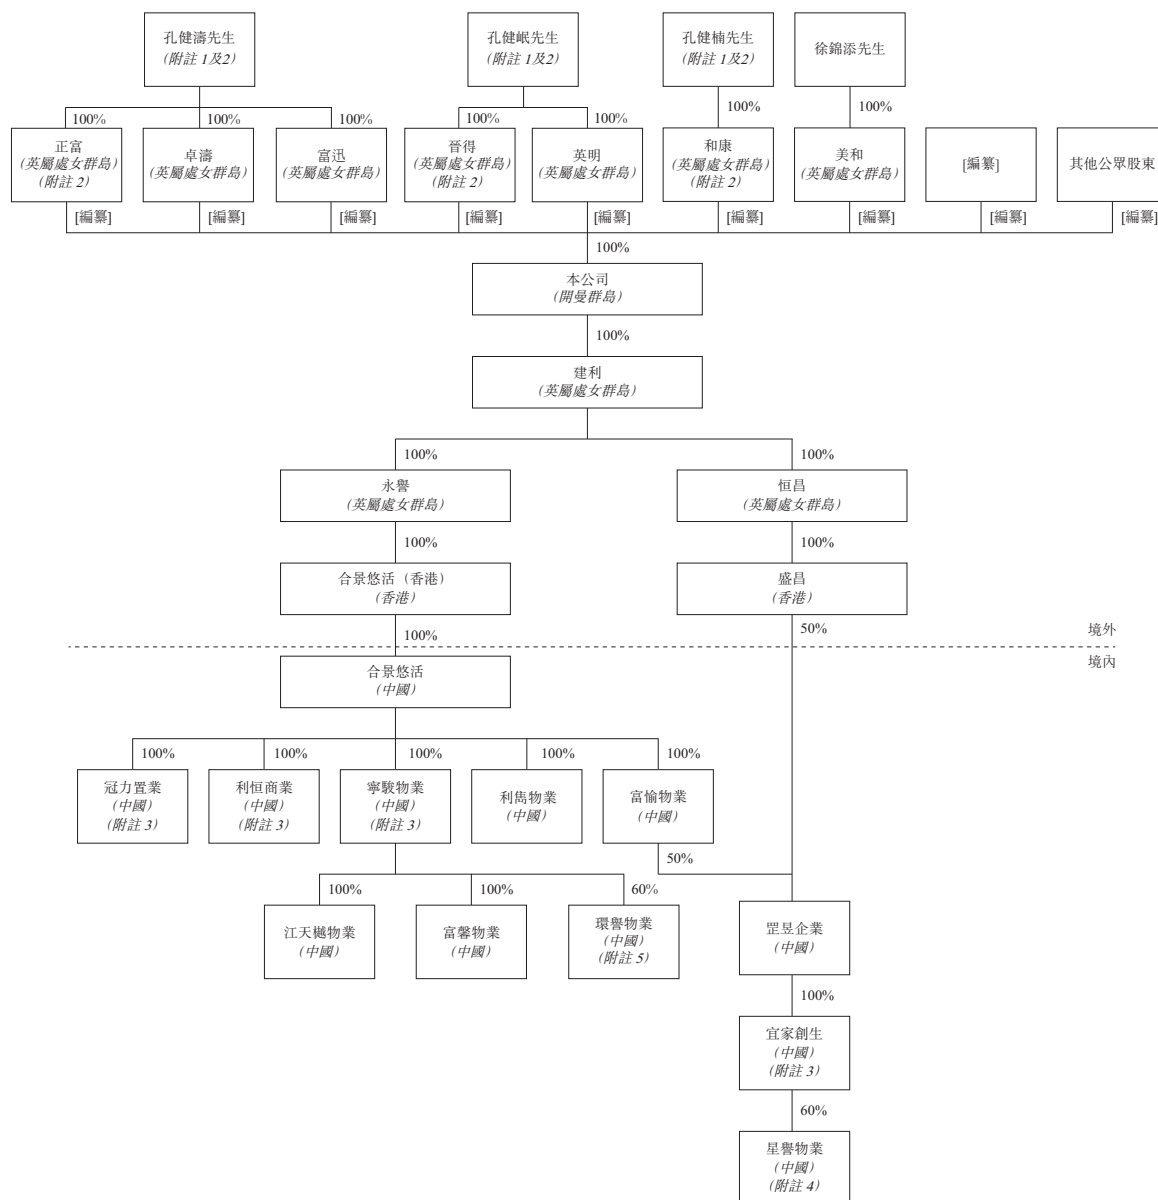 孔健濤先生
(附註 1及2)
孔健岷先生
(附註 1及2)
孔健楠先生
(附註 1及2)
徐錦添先生
100%
100%
100%
100%
100%
100%
100%
正富
(英屬處女群島)
(附註 2)
卓濤
(英屬處女群島)
富迅
(英屬處女群島)
晉得
(英屬處女群島)
(附註 2)
英明
(英屬處女群島)
和康
(英屬處女群島)
(附註 2)
美和
(英屬處女群島)
[編纂]
其他公眾股東
[編纂]
[編纂]
[編纂]
[編纂]
[編纂]
[編纂]
[編纂]
[編纂]
[編纂]
100%
本公司
(開曼群島)
100%
建利
(英屬處女群島)
100%
100%
永譽
(英屬處女群島)
恒昌
(英屬處女群島)
100%
100%
合景悠活（香港）
(香港)
盛昌
(香港)
100%
50%
境外
境內
合景悠活
(中國)
100%
100%
100%
100%
100%
冠力置業
(中國)
(附註 3)
利恒商業
(中國)
(附註 3)
寧駿物業
(中國)
(附註 3)
利雋物業
(中國)
富愉物業
(中國)
50%
100%
100%
60%
江天樾物業
(中國)
富馨物業
(中國)
環譽物業
(中國)
(附註 5)
罡昱企業
(中國)
100%
宜家創生
(中國)
(附註 3)
60%
星譽物業
(中國)
(附註 4)